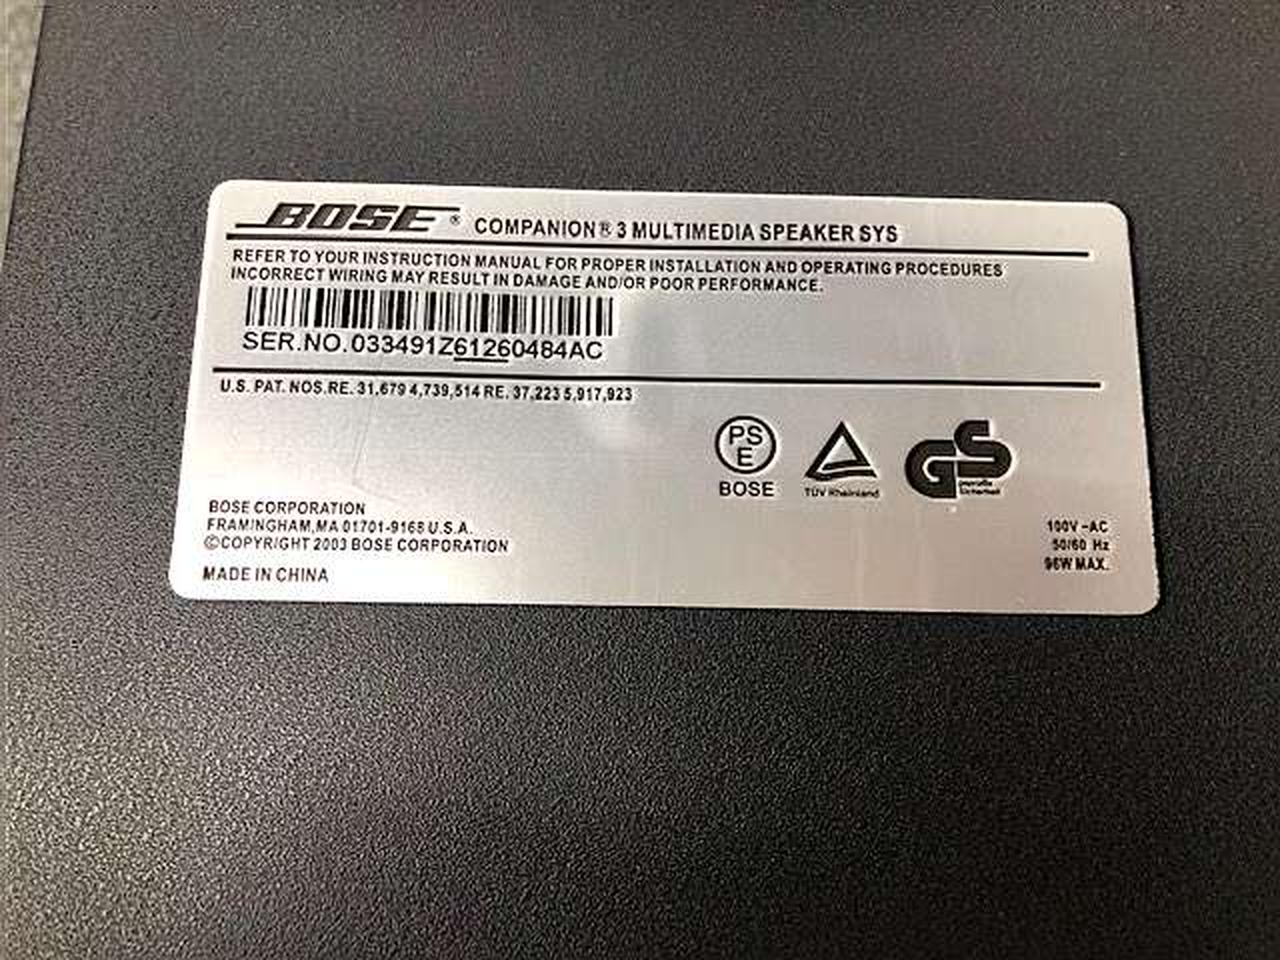 BOSE® COMPANION® 3 MULTIMEDIA SPEAKER SYS
REFER TO YOUR INSTRUCTION MANUAL FOR PROPER INSTALLATION AND OPERATING PROCEDURES
INCORRECT WIRING MAY RESULT IN DAMAGE AND/OR POOR PERFORMANCE.
SER.NO.033491Z61260484AC
U.S. PAT. NOS.RE. 31,679 4,739,514 RE. 37,223 5,917,923
PS
E
BOSE
TÜV Rheinland
GS
geprüfte
Sicherheit
BOSE CORPORATION
FRAMINGHAM,MA 01701-9168 U.S.A.
©COPYRIGHT 2003 BOSE CORPORATION
MADE IN CHINA
100V ~AC
50/60 Hz
96W MAX.